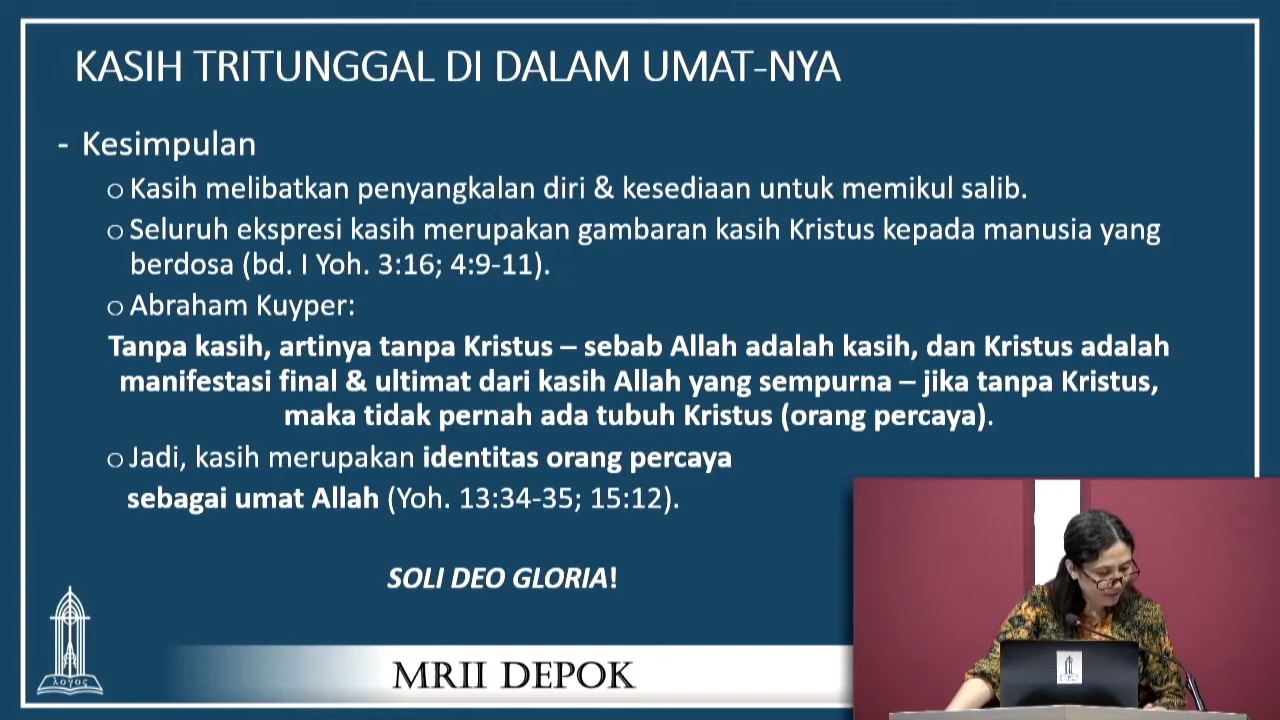 KASIH TRITUNGGAL DI DALAM UMAT-NYA
- Kesimpulan
o Kasih melibatkan penyangkalan diri & kesediaan untuk memikul salib.
o Seluruh ekspresi kasih merupakan gambaran kasih Kristus kepada manusia yang
berdosa (bd. I Yoh. 3:16; 4:9-11).
o Abraham Kuyper:
Tanpa kasih, artinya tanpa Kristus – sebab Allah adalah kasih, dan Kristus adalah
manifestasi final & ultimat dari kasih Allah yang sempurna – jika tanpa Kristus,
maka tidak pernah ada tubuh Kristus (orang percaya).
o Jadi, kasih merupakan identitas orang percaya
sebagai umat Allah (Yoh. 13:34-35; 15:12).
SOLI DEO GLORIA!
λογος
MRII DEPOK